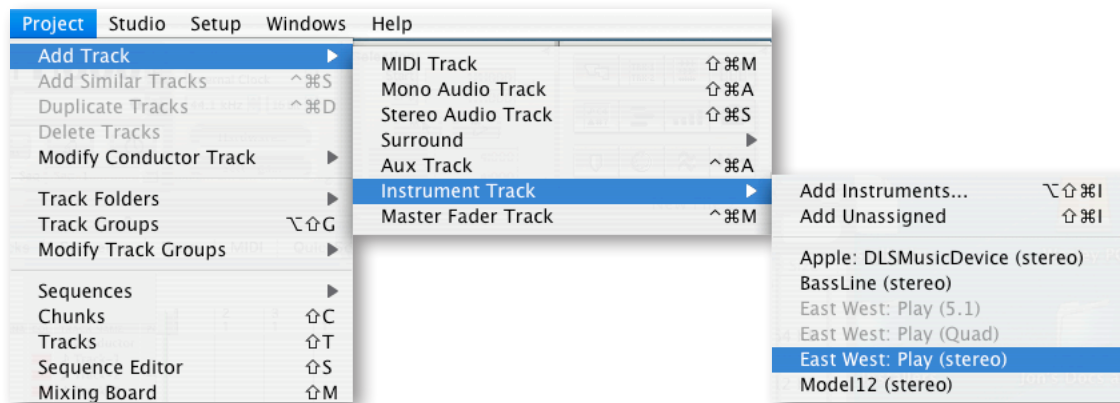 Project Studio Setup Windows Help
Add Track
Add Similar Tracks ^⌘S
Duplicate Tracks ^⌘D
Delete Tracks
Modify Conductor Track
Track Folders
Track Groups ⌥⇧G
Modify Track Groups
Sequences
Chunks ⇧C
Tracks ⇧T
Sequence Editor ⇧S
Mixing Board ⇧M
MIDI Track ⇧⌘M
Mono Audio Track ⇧⌘A
Stereo Audio Track ⇧⌘S
Surround
Aux Track ^⌘A
Instrument Track
Master Fader Track ^⌘M
Add Instruments... ⌥⇧⌘I
Add Unassigned ⇧⌘I
Apple: DLSMusicDevice (stereo)
BassLine (stereo)
East West: Play (5.1)
East West: Play (Quad)
East West: Play (stereo)
Model12 (stereo)